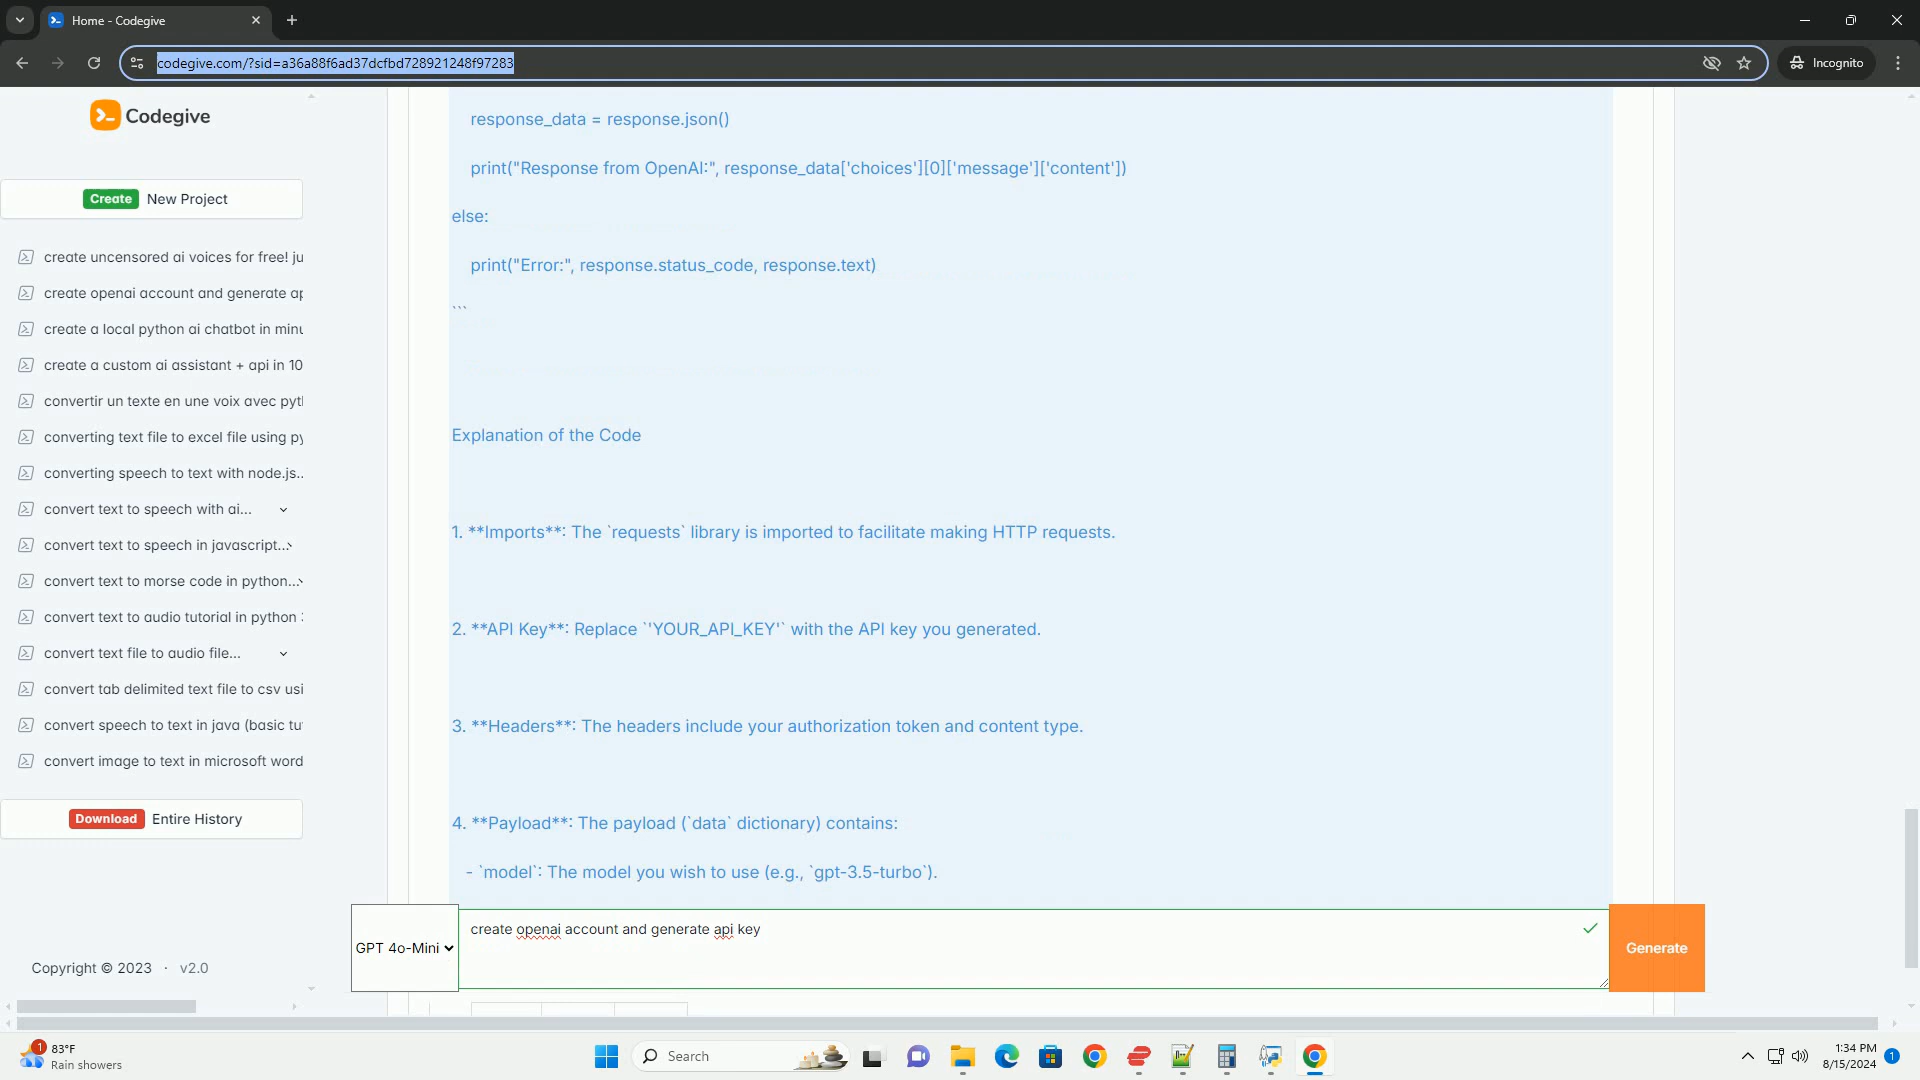 Home - Codegive
codegive.com/?sid=a36a88f6ad37dcfbd728921248f97283
Incognito
Codegive
Create New Project
create uncensored ai voices for free! ju
create openai account and generate ap
create a local python ai chatbot in minu
create a custom ai assistant + api in 10
convertir un texte en une voix avec pyt
converting text file to excel file using py
converting speech to text with node.js..
convert text to speech with ai...
convert text to speech in javascript...
convert text to morse code in python...
convert text to audio tutorial in python
convert text file to audio file...
convert tab delimited text file to csv usi
convert speech to text in java (basic tu
convert image to text in microsoft word
Download Entire History
Copyright © 2023 · v2.0
response_data = response.json()
print("Response from OpenAI:", response_data['choices'][0]['message']['content'])
else:
print("Error:", response.status_code, response.text)
```
Explanation of the Code
1. **Imports**: The `requests` library is imported to facilitate making HTTP requests.
2. **API Key**: Replace `'YOUR_API_KEY'` with the API key you generated.
3. **Headers**: The headers include your authorization token and content type.
4. **Payload**: The payload (`data` dictionary) contains:
- `model`: The model you wish to use (e.g., `gpt-3.5-turbo`).
GPT 4o-Mini
create openai account and generate api key
Generate
1
83°F
Rain showers
Search
1:34 PM
8/15/2024
1